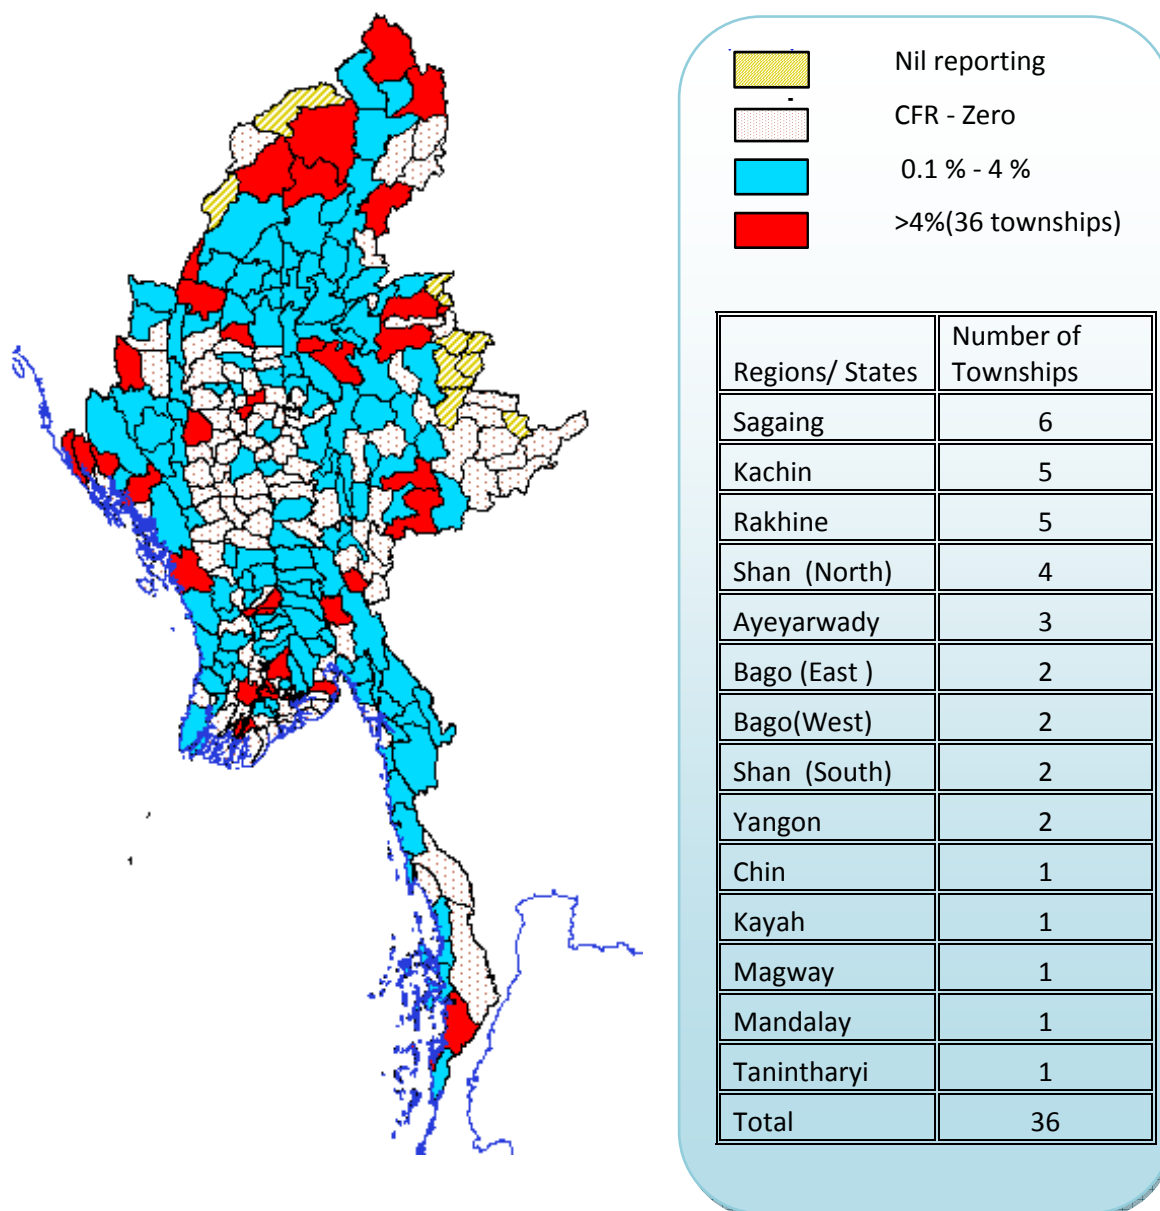 Nil reporting
CFR - Zero
0.1 % - 4 %
>4%(36 townships)
Regions/ States Number of Townships
Sagaing 6
Kachin 5
Rakhine 5
Shan (North) 4
Ayeyarwady 3
Bago (East ) 2
Bago(West) 2
Shan (South) 2
Yangon 2
Chin 1
Kayah 1
Magway 1
Mandalay 1
Tanintharyi 1
Total 36